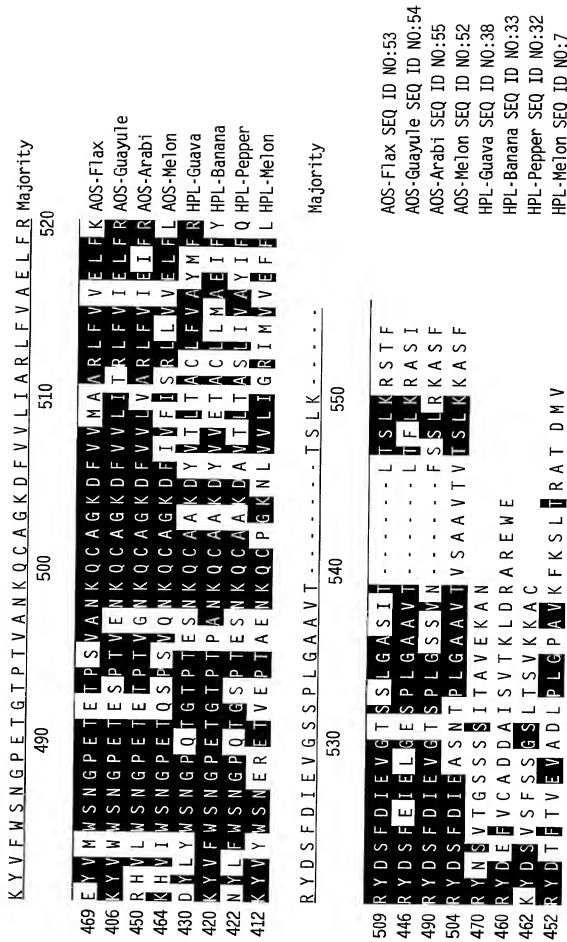 K Y V F W S N G P E T G T P T V A N K Q C A G K D F V V L I A R L F V A E L F R Majority
490 500 510 520
469 E Y V M W S N G P E T E T P S V A N K Q C A G K D F V V M A A R L F V V E L F K AOS-Flax
406 K Y V V W S N G P E T E S P T V E N K Q C A G K D F V V L I T R L F V I E L F R AOS-Guayule
450 R H V L W S N G P E T E T P T V G N K Q C A G K D F V V L V A R L F V I E I F R AOS-Arabi
464 K H V I W S N G P E T Q S P S V Q N K Q C A G K D F I V F I S R L L V V E L F L AOS-Melon
430 D Y L Y W S N G P Q T G T P T E S N K Q C A A K D Y V T L T A C L F V A Y M F R HPL-Guava
420 K Y V F W S N G P E T G T P T P A N K Q C A A K D Y V V E T A C L L M A E I F Y HPL-Banana
422 N Y L F W S N G P Q T G S P T E S N K Q C A A K D A V T L T A S L I V A Y I F Q HPL-Pepper
412 K Y V Y W S N E R E T V E P T A E N K Q C P G K N L V V L I G R I M V V E F F L HPL-Melon
R Y D S F D I E V G S S P L G A A V T - - - - - - - T S L K - - - - - - Majority
530 540 550
509 R Y D S F D I E V G T S S L G A S I T - - - - - - L T S L K R S T F AOS-Flax SEQ ID NO:53
446 R Y D S F E I E L G E S P L G A A V T - - - - - - L T F L K R A S I AOS-Guayule SEQ ID NO:54
490 R Y D S F D I E V G T S P L G S S V N - - - - - - F S S L R K A S F AOS-Arabi SEQ ID NO:55
504 R Y D S F D I E A S N T P L G A A V T V S A A V T V T S L K K A S F AOS-Melon SEQ ID NO:52
470 R Y N S V T G S S S S I T A V E K A N HPL-Guava SEQ ID NO:38
460 R Y D E F V C A D D A I S V T K L D R A R E W E HPL-Banana SEQ ID NO:33
462 K Y D S V S F S S G S L T S V K K A C HPL-Pepper SEQ ID NO:32
452 R Y D T F T V E V A D L P L G P A V K F K S L T R A T D M V HPL-Melon SEQ ID NO:7